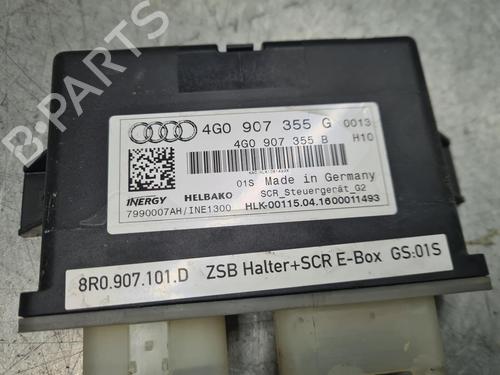 4G0 907 355 G 0013
4G0 907 355 B H10
01S Made in Germany
INERGY HELBAKO SCR_Steuergerät_G2
7990007AH/INE1300 HLK-00115.04.1600011493
8R0.907.101.D ZSB Halter+SCR E-Box GS:01S
B-PARTS